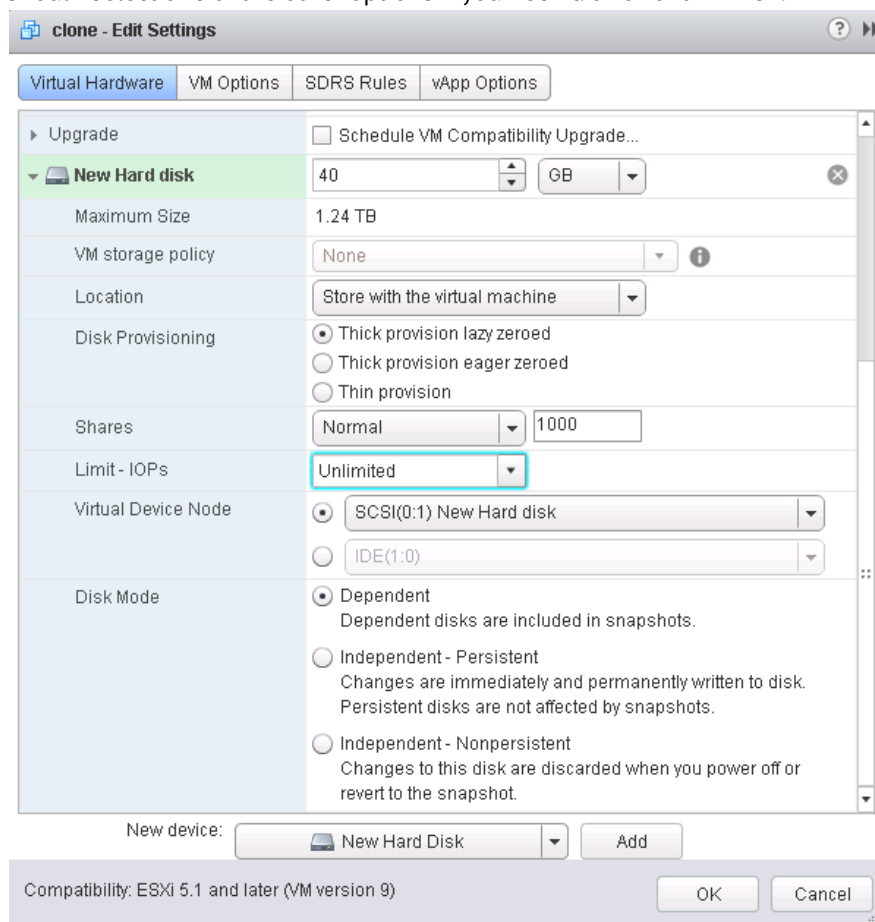 clone - Edit Settings
Virtual Hardware VM Options SDRS Rules vApp Options
Upgrade Schedule VM Compatibility Upgrade...
New Hard disk 40 GB
Maximum Size 1.24 TB
VM storage policy None
Location Store with the virtual machine
Disk Provisioning Thick provision lazy zeroed
Thick provision eager zeroed
Thin provision
Shares Normal 1000
Limit - IOPs Unlimited
Virtual Device Node SCSI(0:1) New Hard disk
IDE(1:0)
Disk Mode Dependent
Dependent disks are included in snapshots.
Independent - Persistent
Changes are immediately and permanently written to disk.
Persistent disks are not affected by snapshots.
Independent - Nonpersistent
Changes to this disk are discarded when you power off or
revert to the snapshot.
New device: New Hard Disk Add
Compatibility: ESXi 5.1 and later (VM version 9) OK Cancel